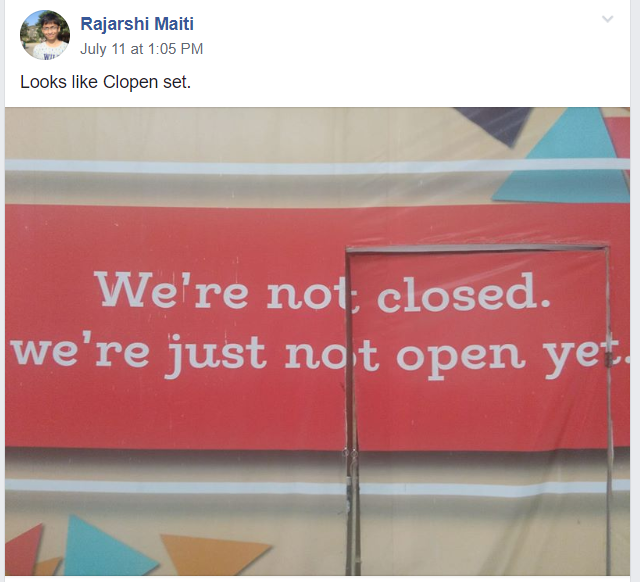 Rajarshi Maiti
July 11 at 1:05 PM
Looks like Clopen set.
We're not closed.
we're just not open yet.